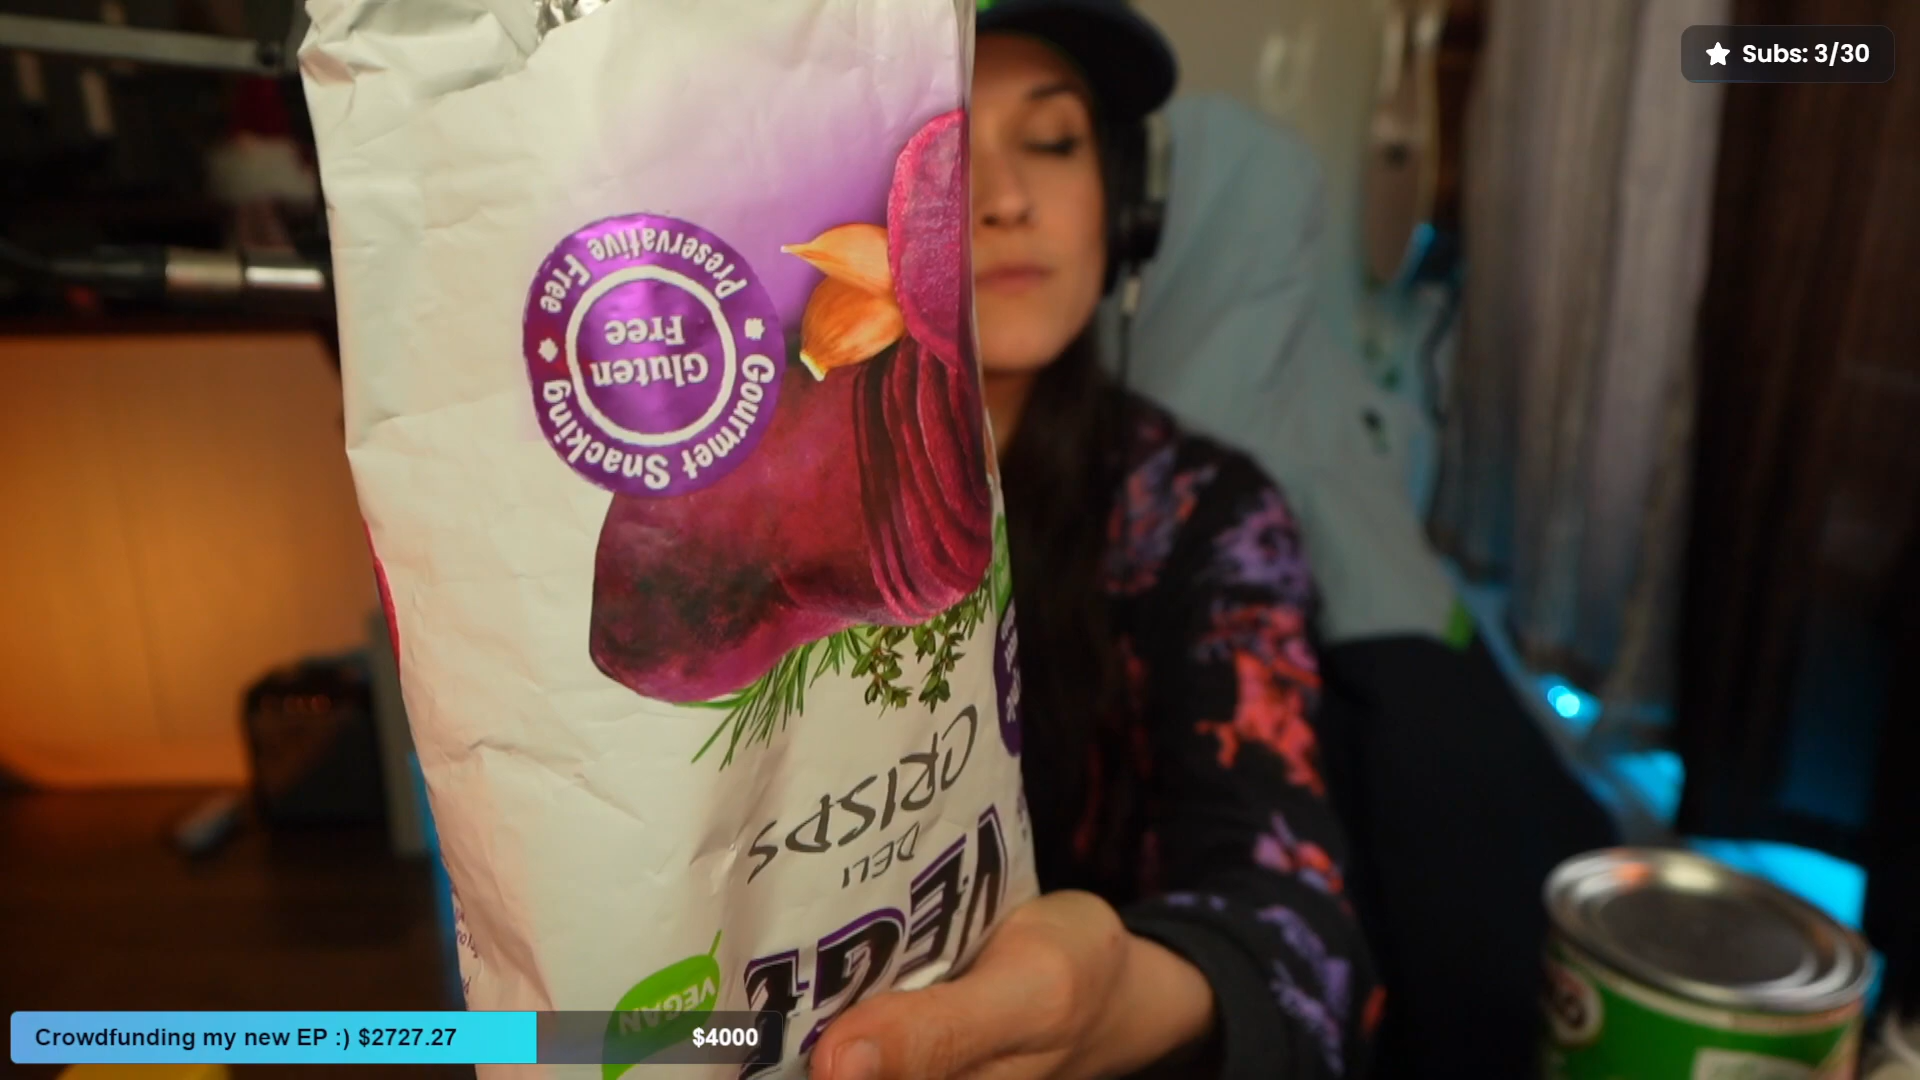 Subs: 3/30
Preservative Free
Gluten
Free
Gourmet Snacking
CRISPS
DELI
VEGE
VEGAN
Crowdfunding my new EP :) $2727.27
$4000